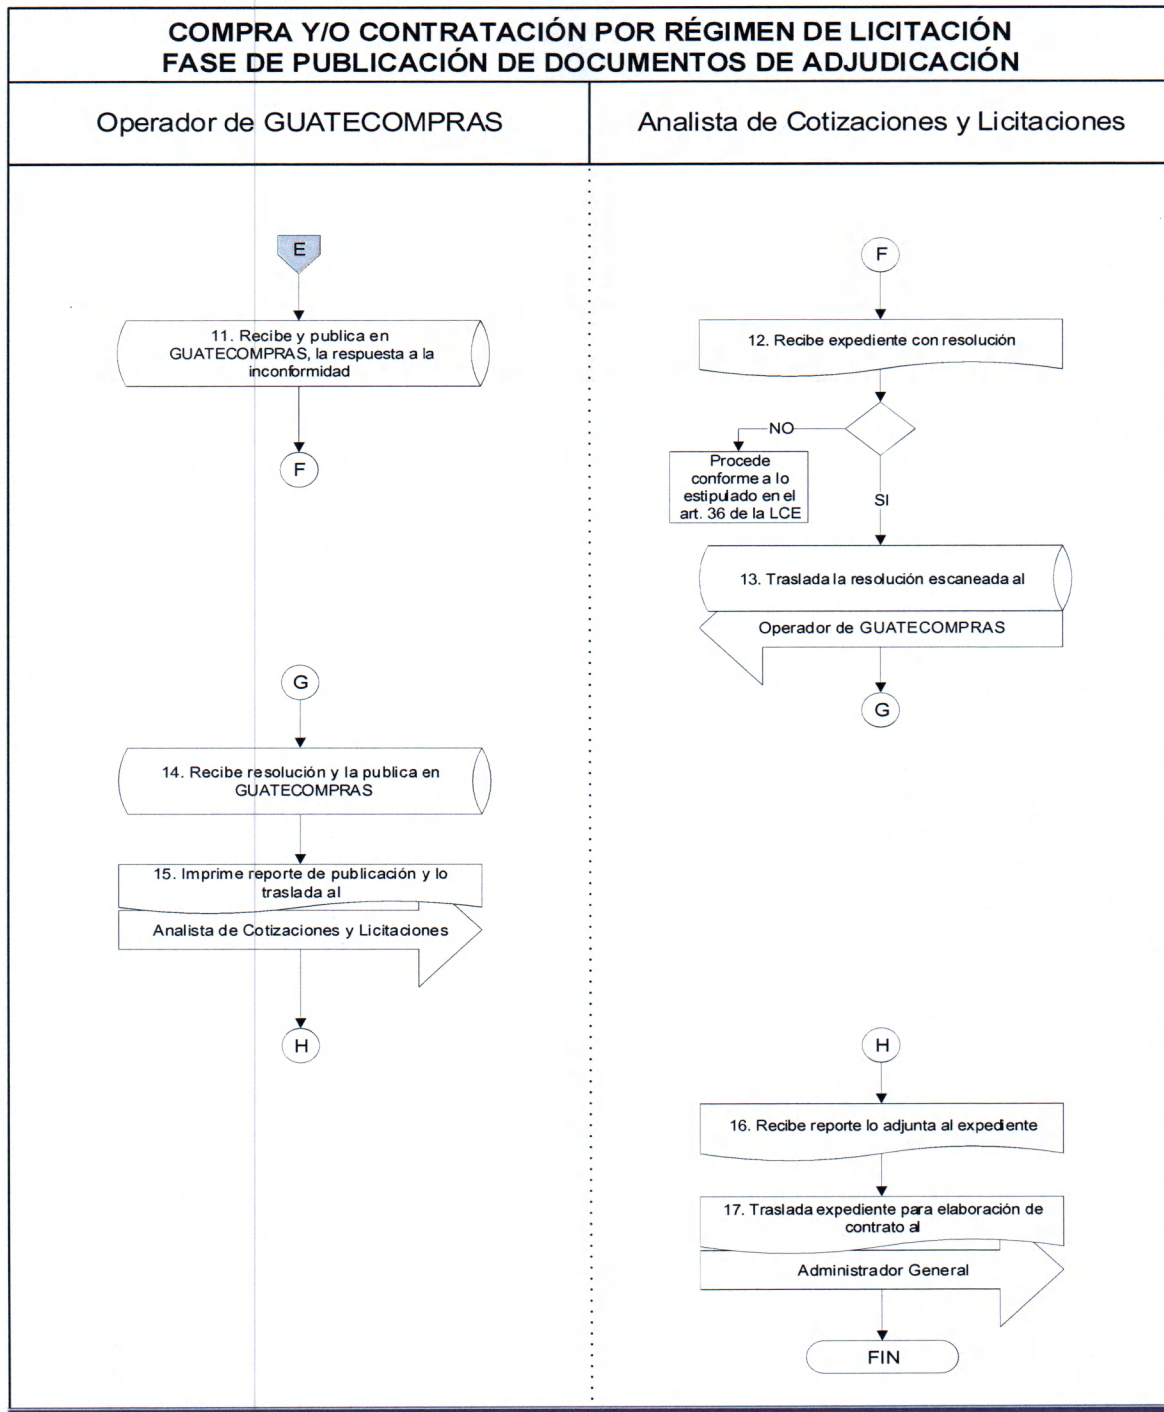 COMPRA Y/O CONTRATACIÓN POR RÉGIMEN DE LICITACIÓN
FASE DE PUBLICACIÓN DE DOCUMENTOS DE ADJUDICACIÓN
Operador de GUATECOMPRAS
Analista de Cotizaciones y Licitaciones
E
11. Recibe y publica en
GUATECOMPRAS, la respuesta a la
inconformidad
F
F
12. Recibe expediente con resolución
NO
Procede
conforme a lo
estipulado en el
art. 36 de la LCE
SI
13. Traslada la resolución escaneada al
Operador de GUATECOMPRAS
G
G
14. Recibe resolución y la publica en
GUATECOMPRAS
15. Imprime reporte de publicación y lo
traslada al
Analista de Cotizaciones y Licitaciones
H
H
16. Recibe reporte lo adjunta al expediente
17. Traslada expediente para elaboración de
contrato al
Administrador General
FIN